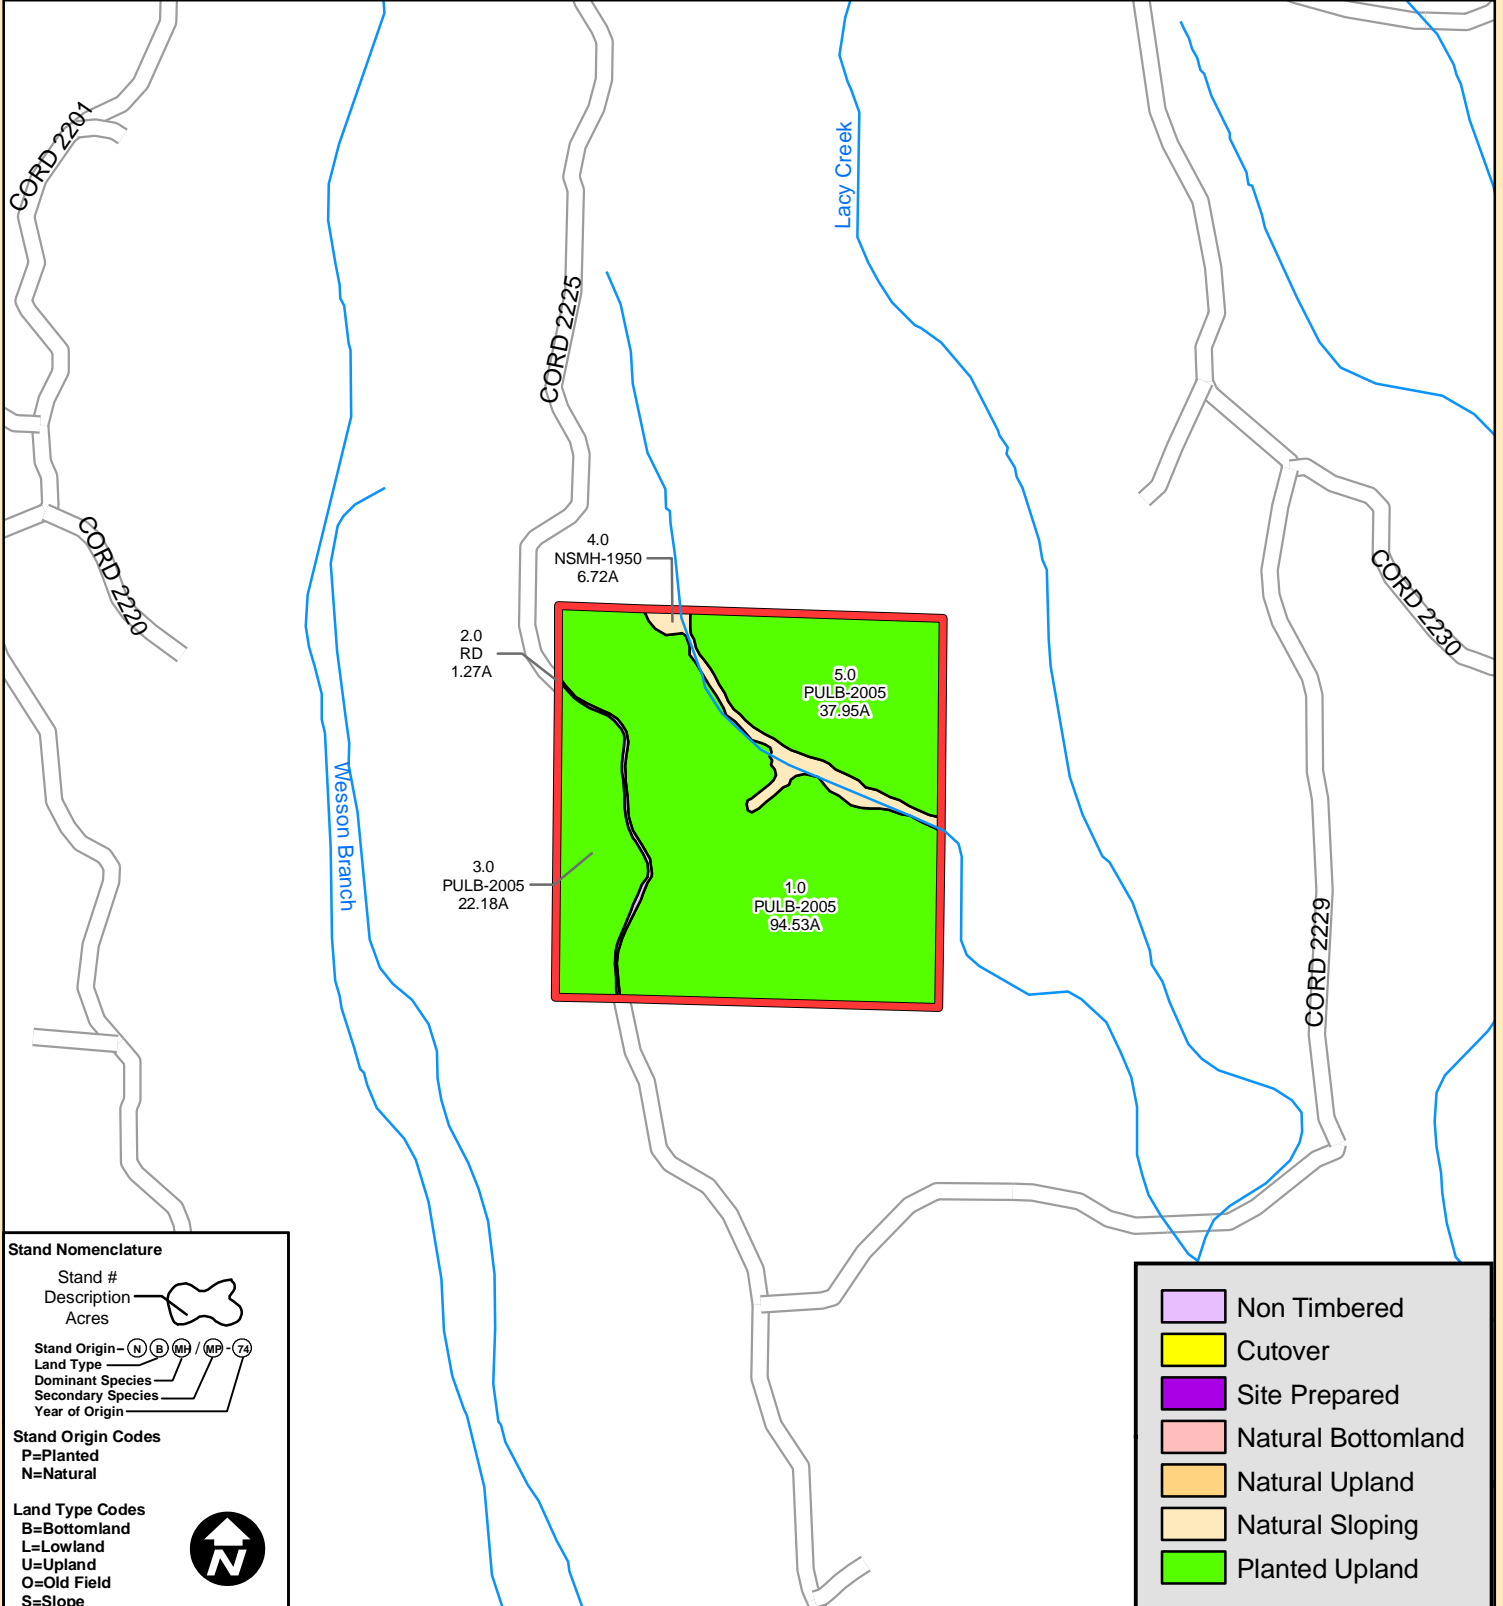 CORD 2201
Lacy Creek
CORD 2225
CORD 2220
4.0
NSMH-1950
6.72A
CORD 2230
2.0
RD
1.27A
5.0
PULB-2005
37.95A
Wesson Branch
3.0
PULB-2005
22.18A
1.0
PULB-2005
94.53A
CORD 2229
Stand Nomenclature
Stand #
Description
Acres
Stand Origin- N B MH / MP - 74
Land Type
Dominant Species
Secondary Species
Year of Origin
Stand Origin Codes
P=Planted
N=Natural
Land Type Codes
B=Bottomland
L=Lowland
U=Upland
O=Old Field
S=Slope
N
Non Timbered
Cutover
Site Prepared
Natural Bottomland
Natural Upland
Natural Sloping
Planted Upland